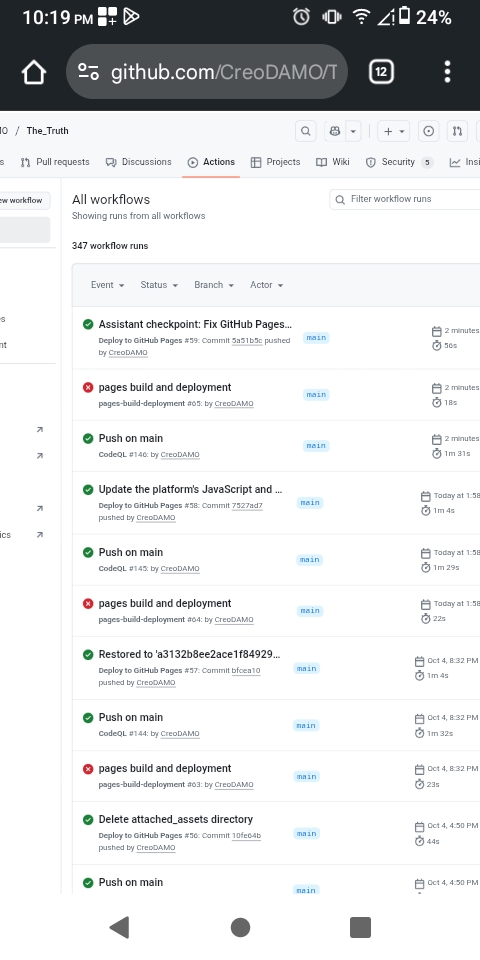 10:19 PM
24%
github.com/CreoDAMO/T
12
/ The_Truth
Pull requests
Discussions
Actions
Projects
Wiki
Security 5
All workflows
Showing runs from all workflows
Filter workflow runs
347 workflow runs
Event
Status
Branch
Actor
Assistant checkpoint: Fix GitHub Pages...
Deploy to GitHub Pages #59: Commit 5a51b5c pushed
by CreoDAMO
main
2 minutes
56s
pages build and deployment
pages-build-deployment #65: by CreoDAMO
main
2 minutes
18s
Push on main
CodeQL #146: by CreoDAMO
main
2 minutes
1m 31s
Update the platform's JavaScript and ...
Deploy to GitHub Pages #58: Commit 7527ad7
pushed by CreoDAMO
main
Today at 1:58
1m 4s
Push on main
CodeQL #145: by CreoDAMO
main
Today at 1:58
1m 29s
pages build and deployment
pages-build-deployment #64: by CreoDAMO
main
Today at 1:58
22s
Restored to 'a3132b8ee2ace1f84929...
Deploy to GitHub Pages #57: Commit bfcea10
pushed by CreoDAMO
main
Oct 4, 8:32 PM
1m 4s
Push on main
CodeQL #144: by CreoDAMO
main
Oct 4, 8:32 PM
1m 32s
pages build and deployment
pages-build-deployment #63: by CreoDAMO
main
Oct 4, 8:32 PM
23s
Delete attached_assets directory
Deploy to GitHub Pages #56: Commit 10fe64b
pushed by CreoDAMO
main
Oct 4, 4:50 PM
44s
Push on main
main
Oct 4, 4:50 PM